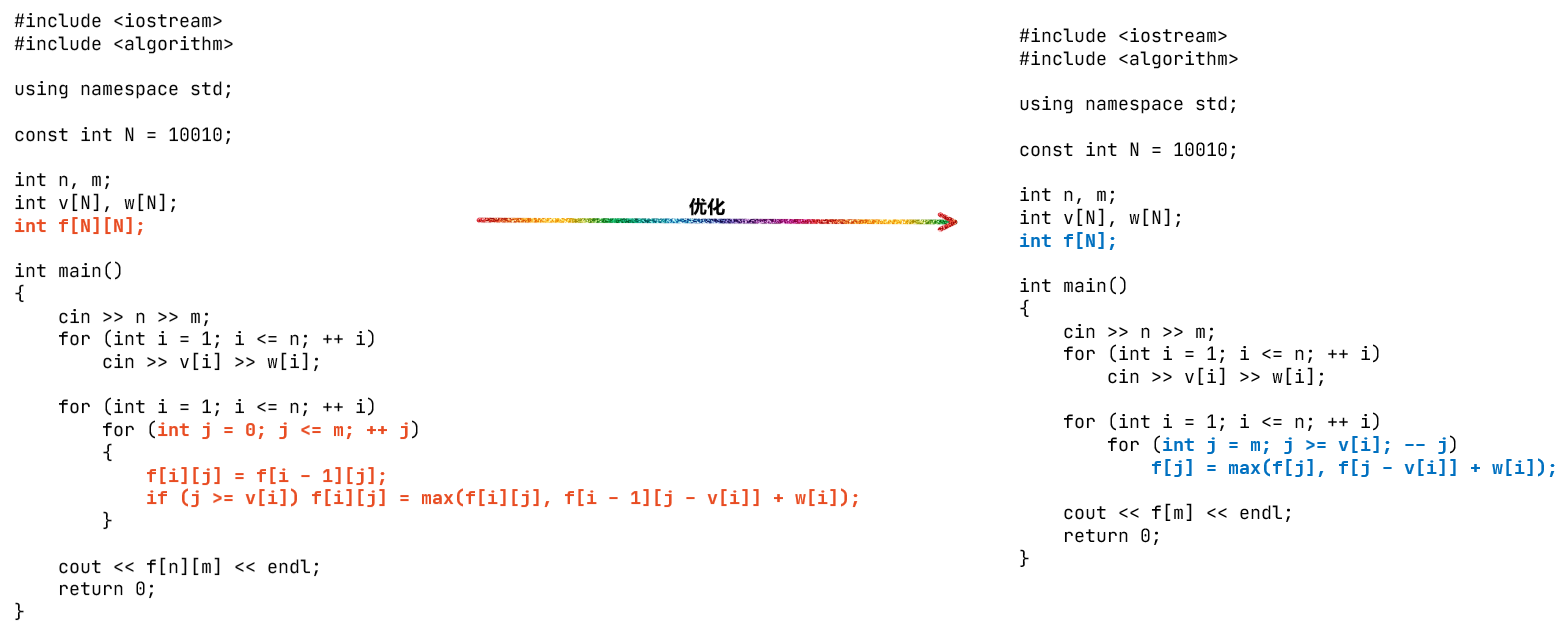 #include <iostream>
#include <algorithm>
using namespace std;
const int N = 10010;
int n, m;
int v[N], w[N];
int f[N][N];
int main()
{
    cin >> n >> m;
    for (int i = 1; i <= n; ++ i)
        cin >> v[i] >> w[i];
    for (int i = 1; i <= n; ++ i)
        for (int j = 0; j <= m; ++ j)
        {
            f[i][j] = f[i - 1][j];
            if (j >= v[i]) f[i][j] = max(f[i][j], f[i - 1][j - v[i]] + w[i]);
        }
    cout << f[n][m] << endl;
    return 0;
}
优化
#include <iostream>
#include <algorithm>
using namespace std;
const int N = 10010;
int n, m;
int v[N], w[N];
int f[N];
int main()
{
    cin >> n >> m;
    for (int i = 1; i <= n; ++ i)
        cin >> v[i] >> w[i];
    for (int i = 1; i <= n; ++ i)
        for (int j = m; j >= v[i]; -- j)
            f[j] = max(f[j], f[j - v[i]] + w[i]);
    cout << f[m] << endl;
    return 0;
}